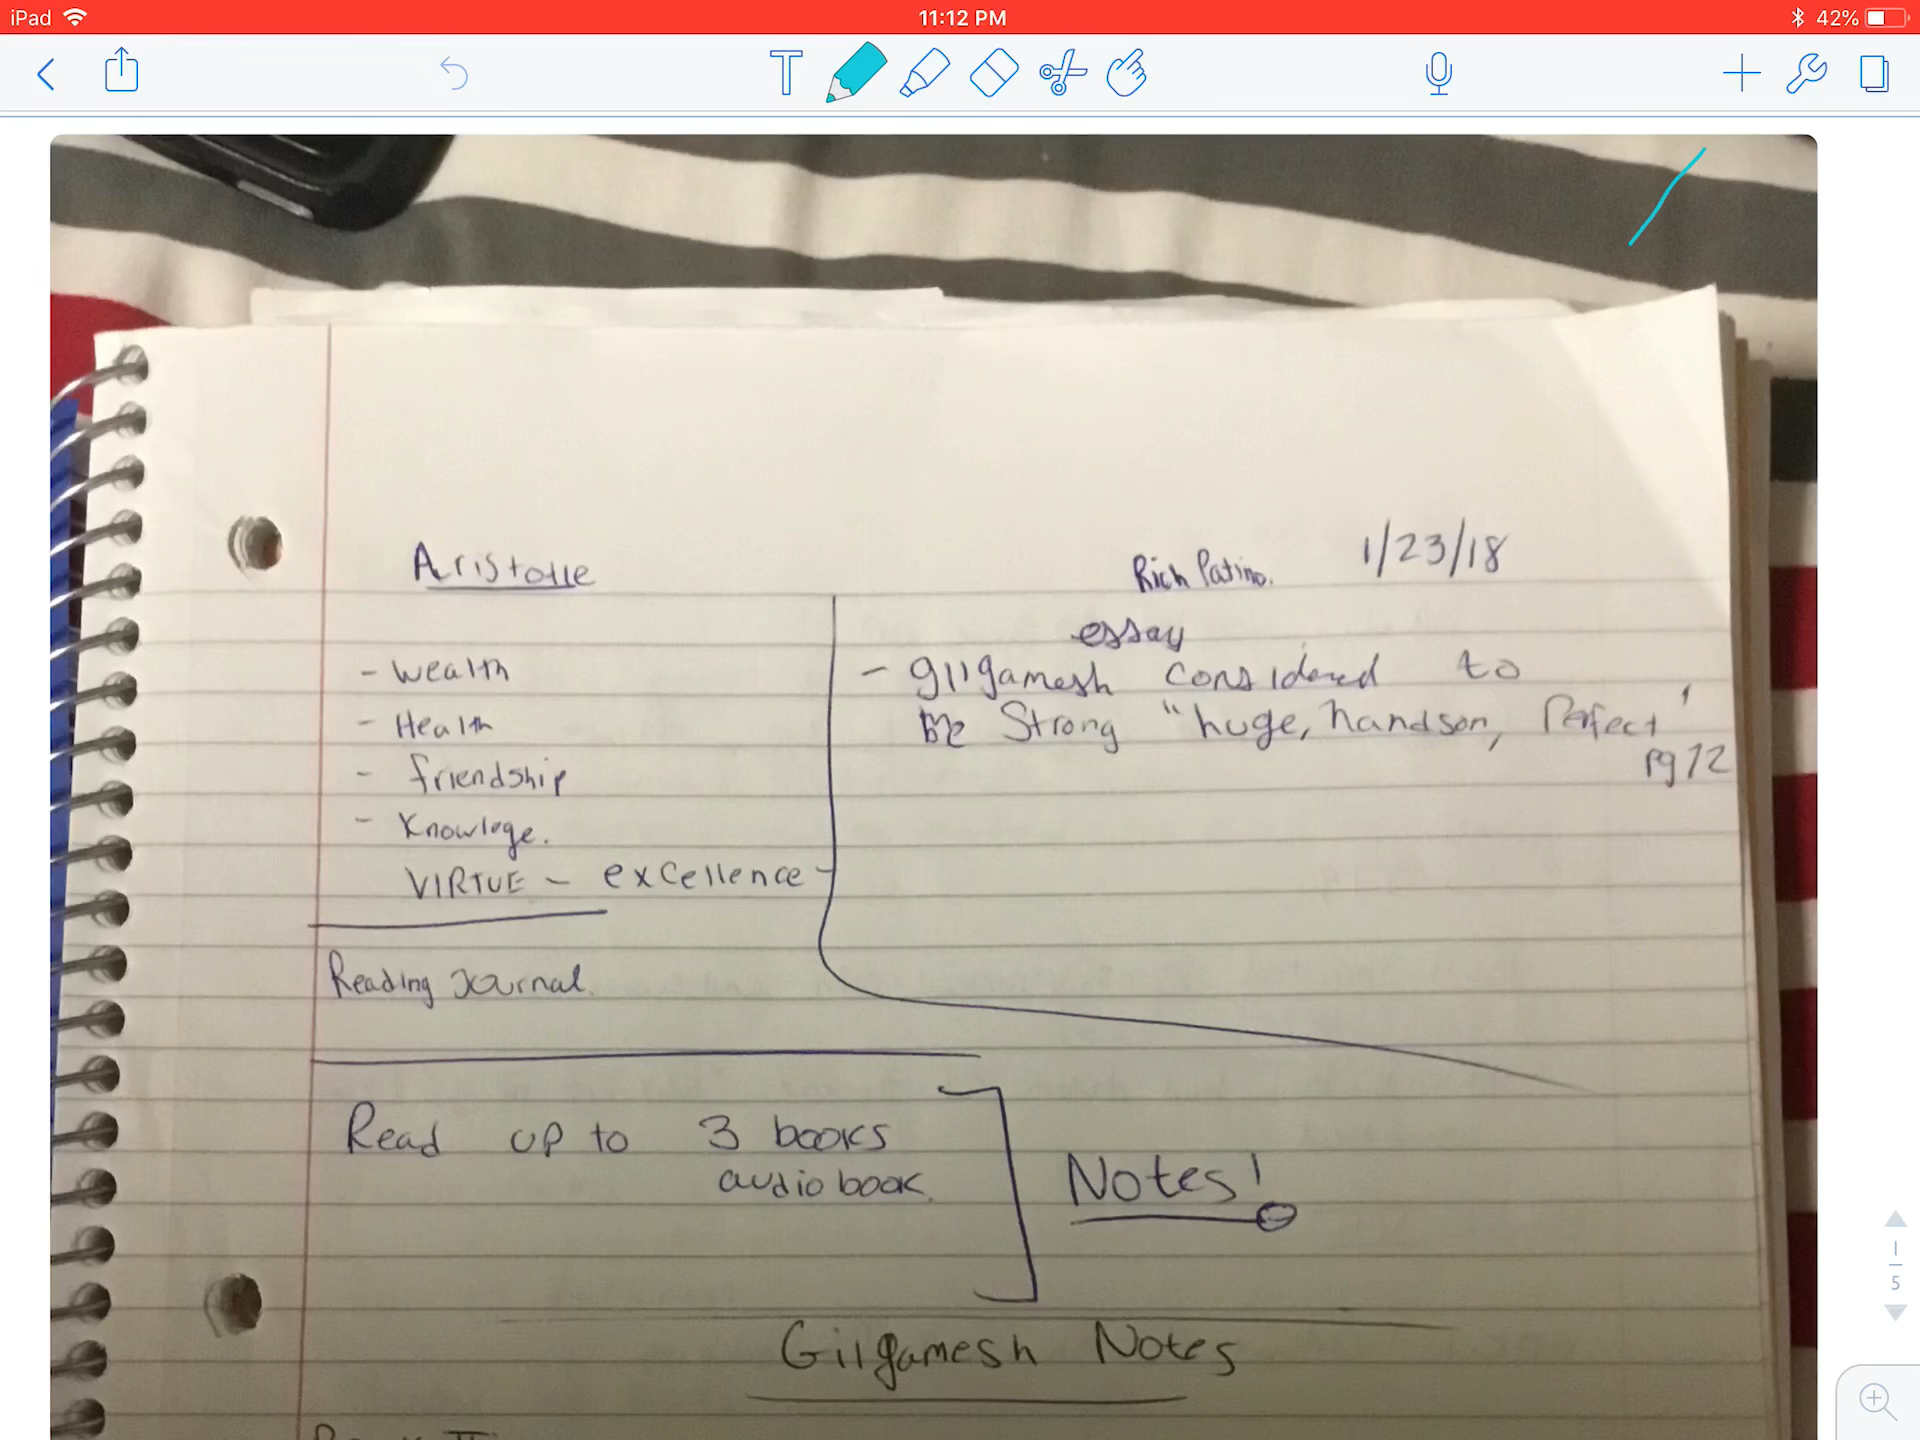 iPad
11:12 PM
42%
T
Aristotle
Rich Patino.
1/23/18
- Wealth
- Health
- friendship
- Knowlege.
VIRTUE - excellence -
essay
- gilgamesh considered to
be Strong "huge, handson, Perfect"
pg 72
Reading Journal.
Read up to 3 books
audio book.
Notes!
Gilgamesh Notes
1
5